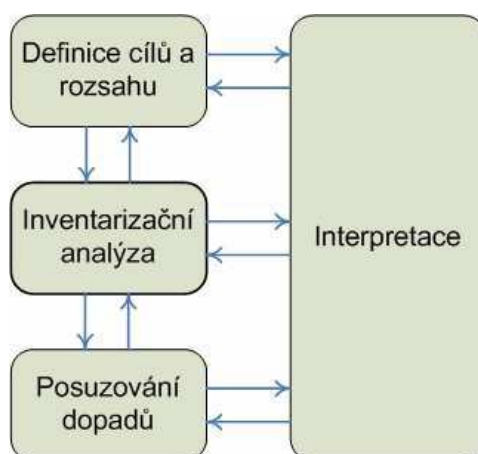 Definice cílů a
rozsahu
Inventarizační
analýza
Interpretace
Posuzování
dopadů